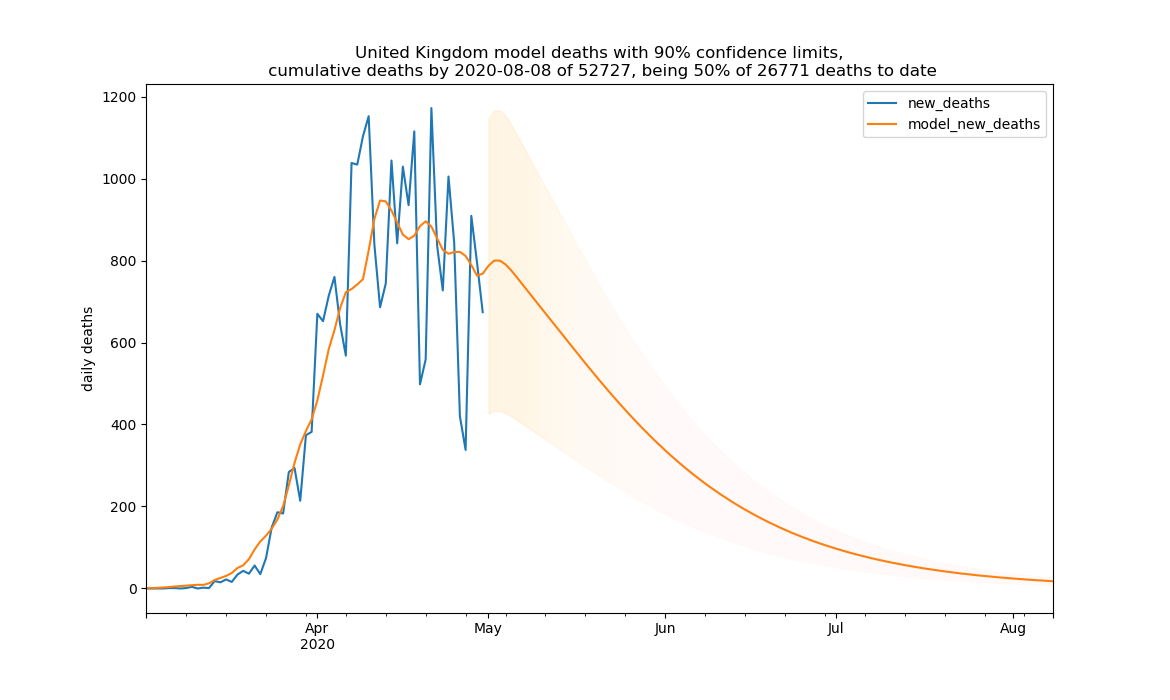 United Kingdom model deaths with 90% confidence limits,
cumulative deaths by 2020-08-08 of 52727, being 50% of 26771 deaths to date
new_deaths
model_new_deaths
daily deaths
1200
1000
800
600
400
200
0
Apr
2020
May
Jun
Jul
Aug